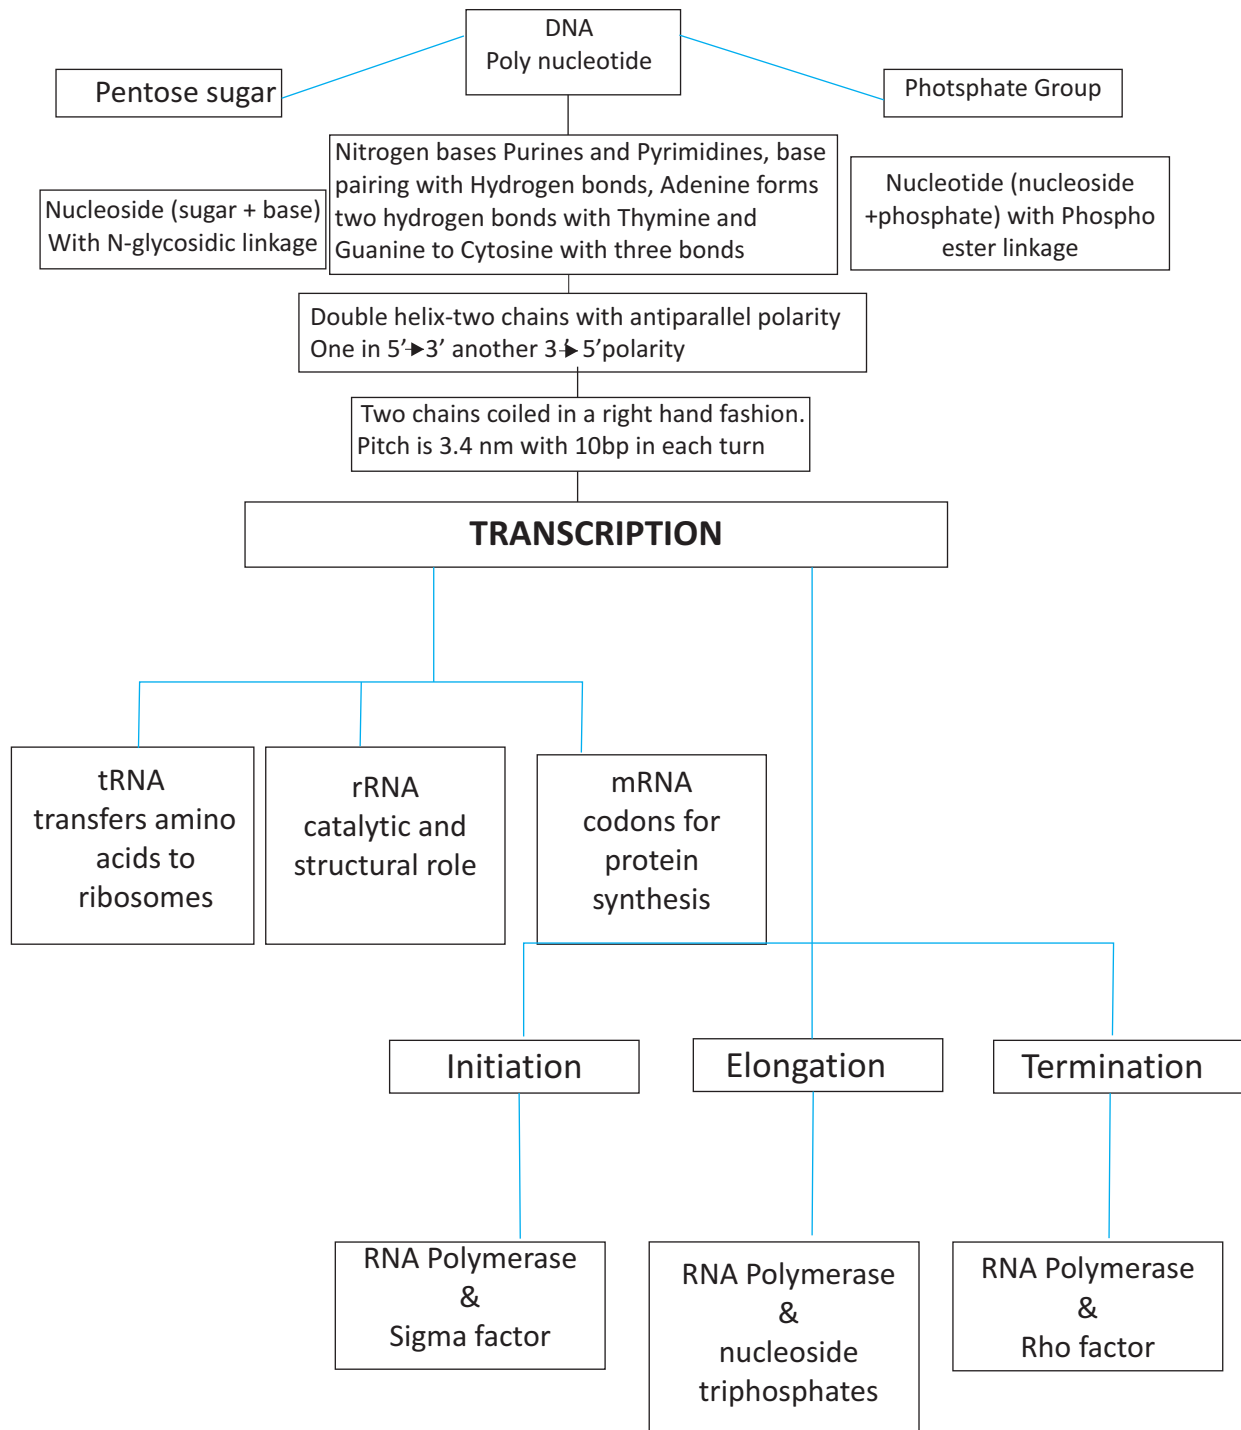 DNA
Poly nucleotide
Pentose sugar
Photsphate Group
Nitrogen bases Purines and Pyrimidines, base
pairing with Hydrogen bonds, Adenine forms
two hydrogen bonds with Thymine and
Guanine to Cytosine with three bonds
Nucleoside (sugar + base)
With N-glycosidic linkage
Nucleotide (nucleoside
+phosphate) with Phospho
ester linkage
Double helix-two chains with antiparallel polarity
One in 5’→3’ another 3’→ 5’polarity
Two chains coiled in a right hand fashion.
Pitch is 3.4 nm with 10bp in each turn
TRANSCRIPTION
tRNA
transfers amino
acids to
ribosomes
rRNA
catalytic and
structural role
mRNA
codons for
protein
synthesis
Initiation
Elongation
Termination
RNA Polymerase
&
Sigma factor
RNA Polymerase
&
nucleoside
triphosphates
RNA Polymerase
&
Rho factor